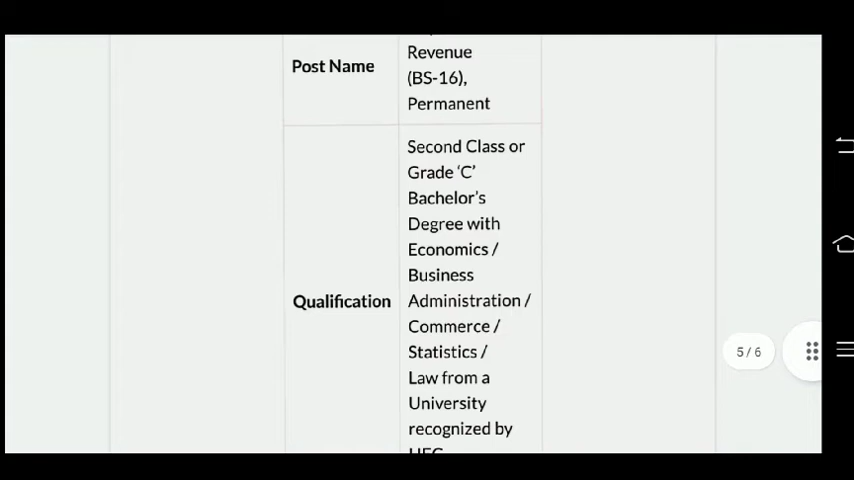 Post Name
Revenue
(BS-16),
Permanent
Qualification
Second Class or
Grade ‘C’
Bachelor’s
Degree with
Economics /
Business
Administration /
Commerce /
Statistics /
Law from a
University
recognized by
5/6